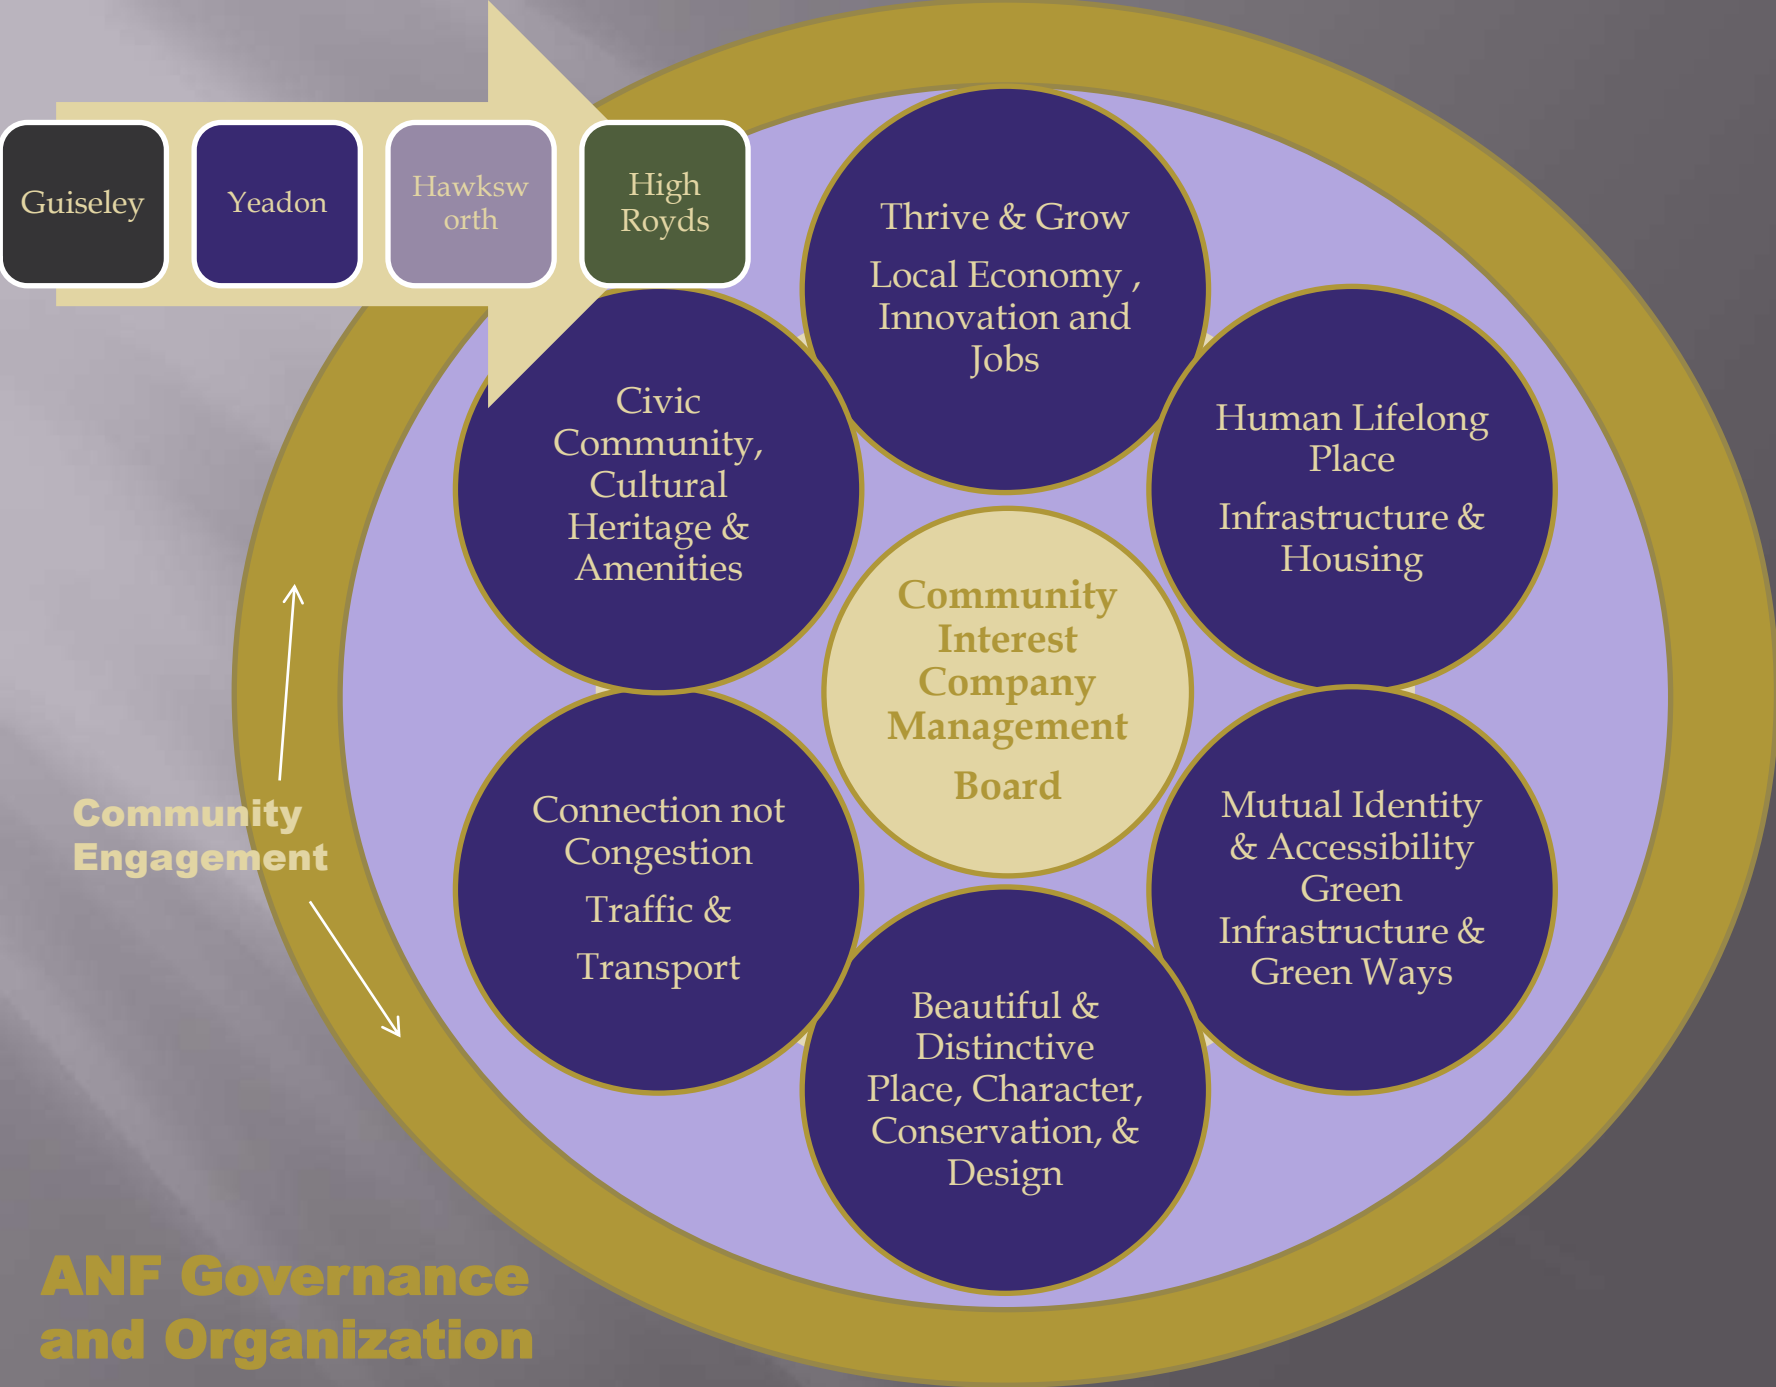 Guiseley
Yeadon
Hawksw
orth
High
Royds
Thrive & Grow
Local Economy ,
Innovation and
Jobs
Human Lifelong
Place
Infrastructure &
Housing
Mutual Identity
& Accessibility
Green
Infrastructure &
Green Ways
Beautiful &
Distinctive
Place, Character,
Conservation, &
Design
Connection not
Congestion
Traffic &
Transport
Civic
Community,
Cultural
Heritage &
Amenities
Community
Interest
Company
Management
Board
Community
Engagement
ANF Governance
and Organization